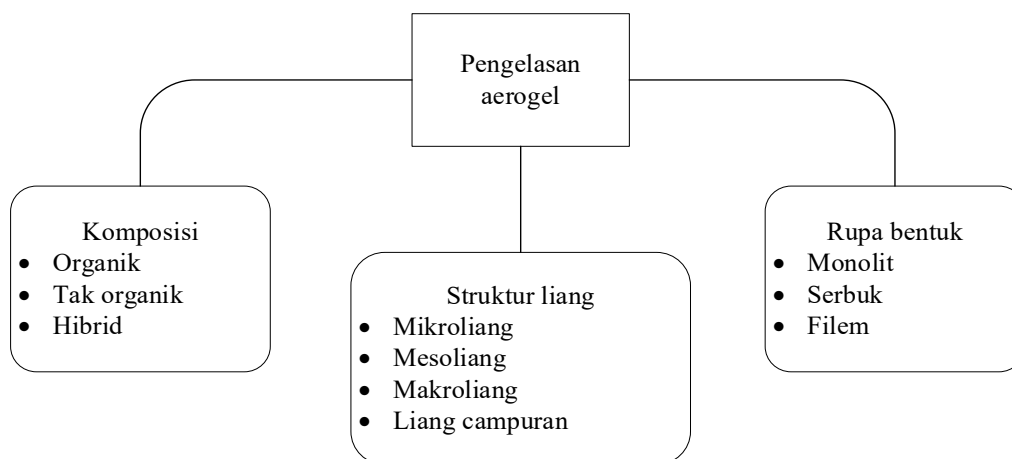 Pengelasan
aerogel
Komposisi
• Organik
• Tak organik
• Hibrid
Struktur liang
• Mikroliang
• Mesoliang
• Makroliang
• Liang campuran
Rupa bentuk
• Monolit
• Serbuk
• Filem